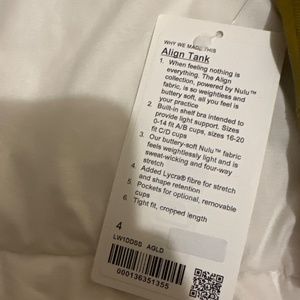 WHY WE MADE THIS
Align Tank
1. When feeling nothing is
everything. The Align
collection, powered by Nulu™
fabric, is so weightless and
buttery soft, all you feel is
your practice
2. Built-in shelf bra intended to
provide light support. Sizes
0-14 fit A/B cups, sizes 16-20
fit C/D cups
3. Our buttery-soft Nulu™ fabric
feels weightlessly light and is
sweat-wicking and four-way
stretch
4. Added Lycra® fibre for stretch
and shape retention
5. Pockets for optional, removable
cups
6. Tight fit, cropped length
4
LW1DDSS AGLD
000136351355